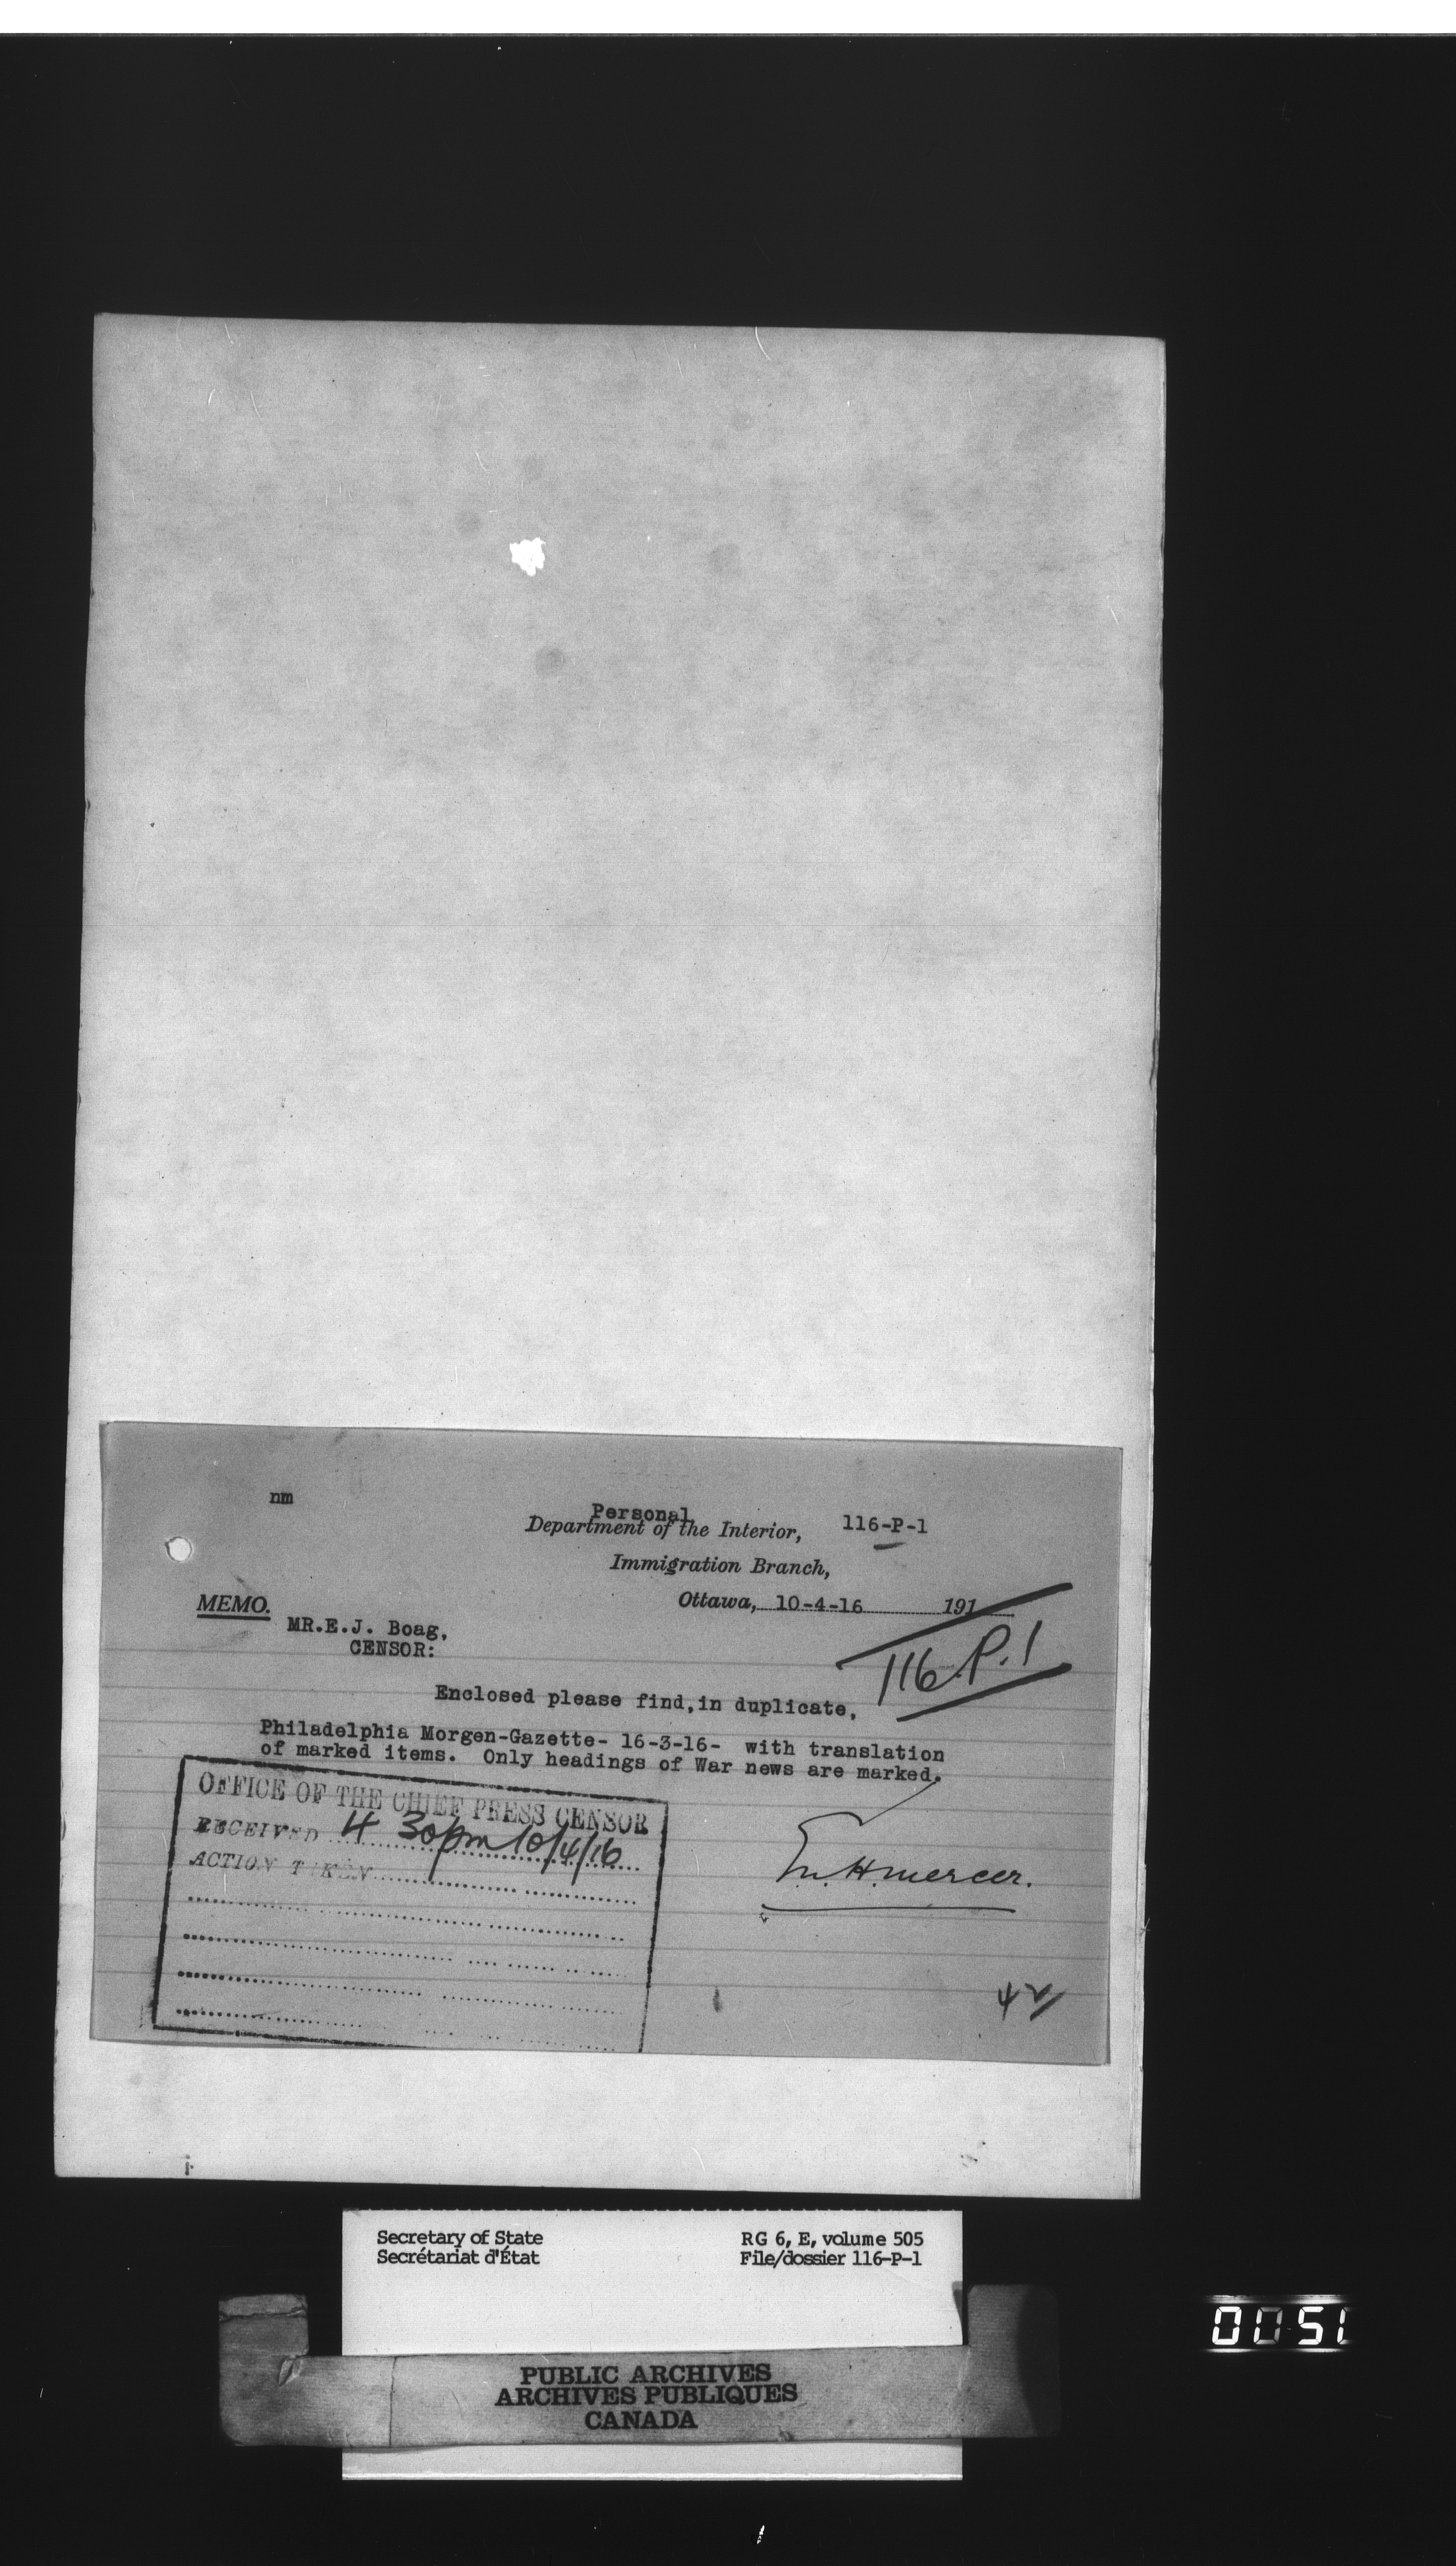 nm
Personal
116-P-1
Department of the Interior,
Immigration Branch,
Ottawa, 10-4-16 191
MEMO.
MR.E.J. Boag,
CENSOR:
116.P.1
Enclosed please find,in duplicate,
Philadelphia Morgen-Gazette- 16-3-16- with translation
of marked items. Only headings of War news are marked.
OFFICE OF THE CHIEF PRESS CENSOR
RECEIVED 4 30pm 10/4/16
ACTION TAKEN
M.H.Mercer.
Secretary of State
Secrétariat d'État
RG 6, E, volume 505
File/dossier 116-P-1
PUBLIC ARCHIVES
ARCHIVES PUBLIQUES
CANADA
0051